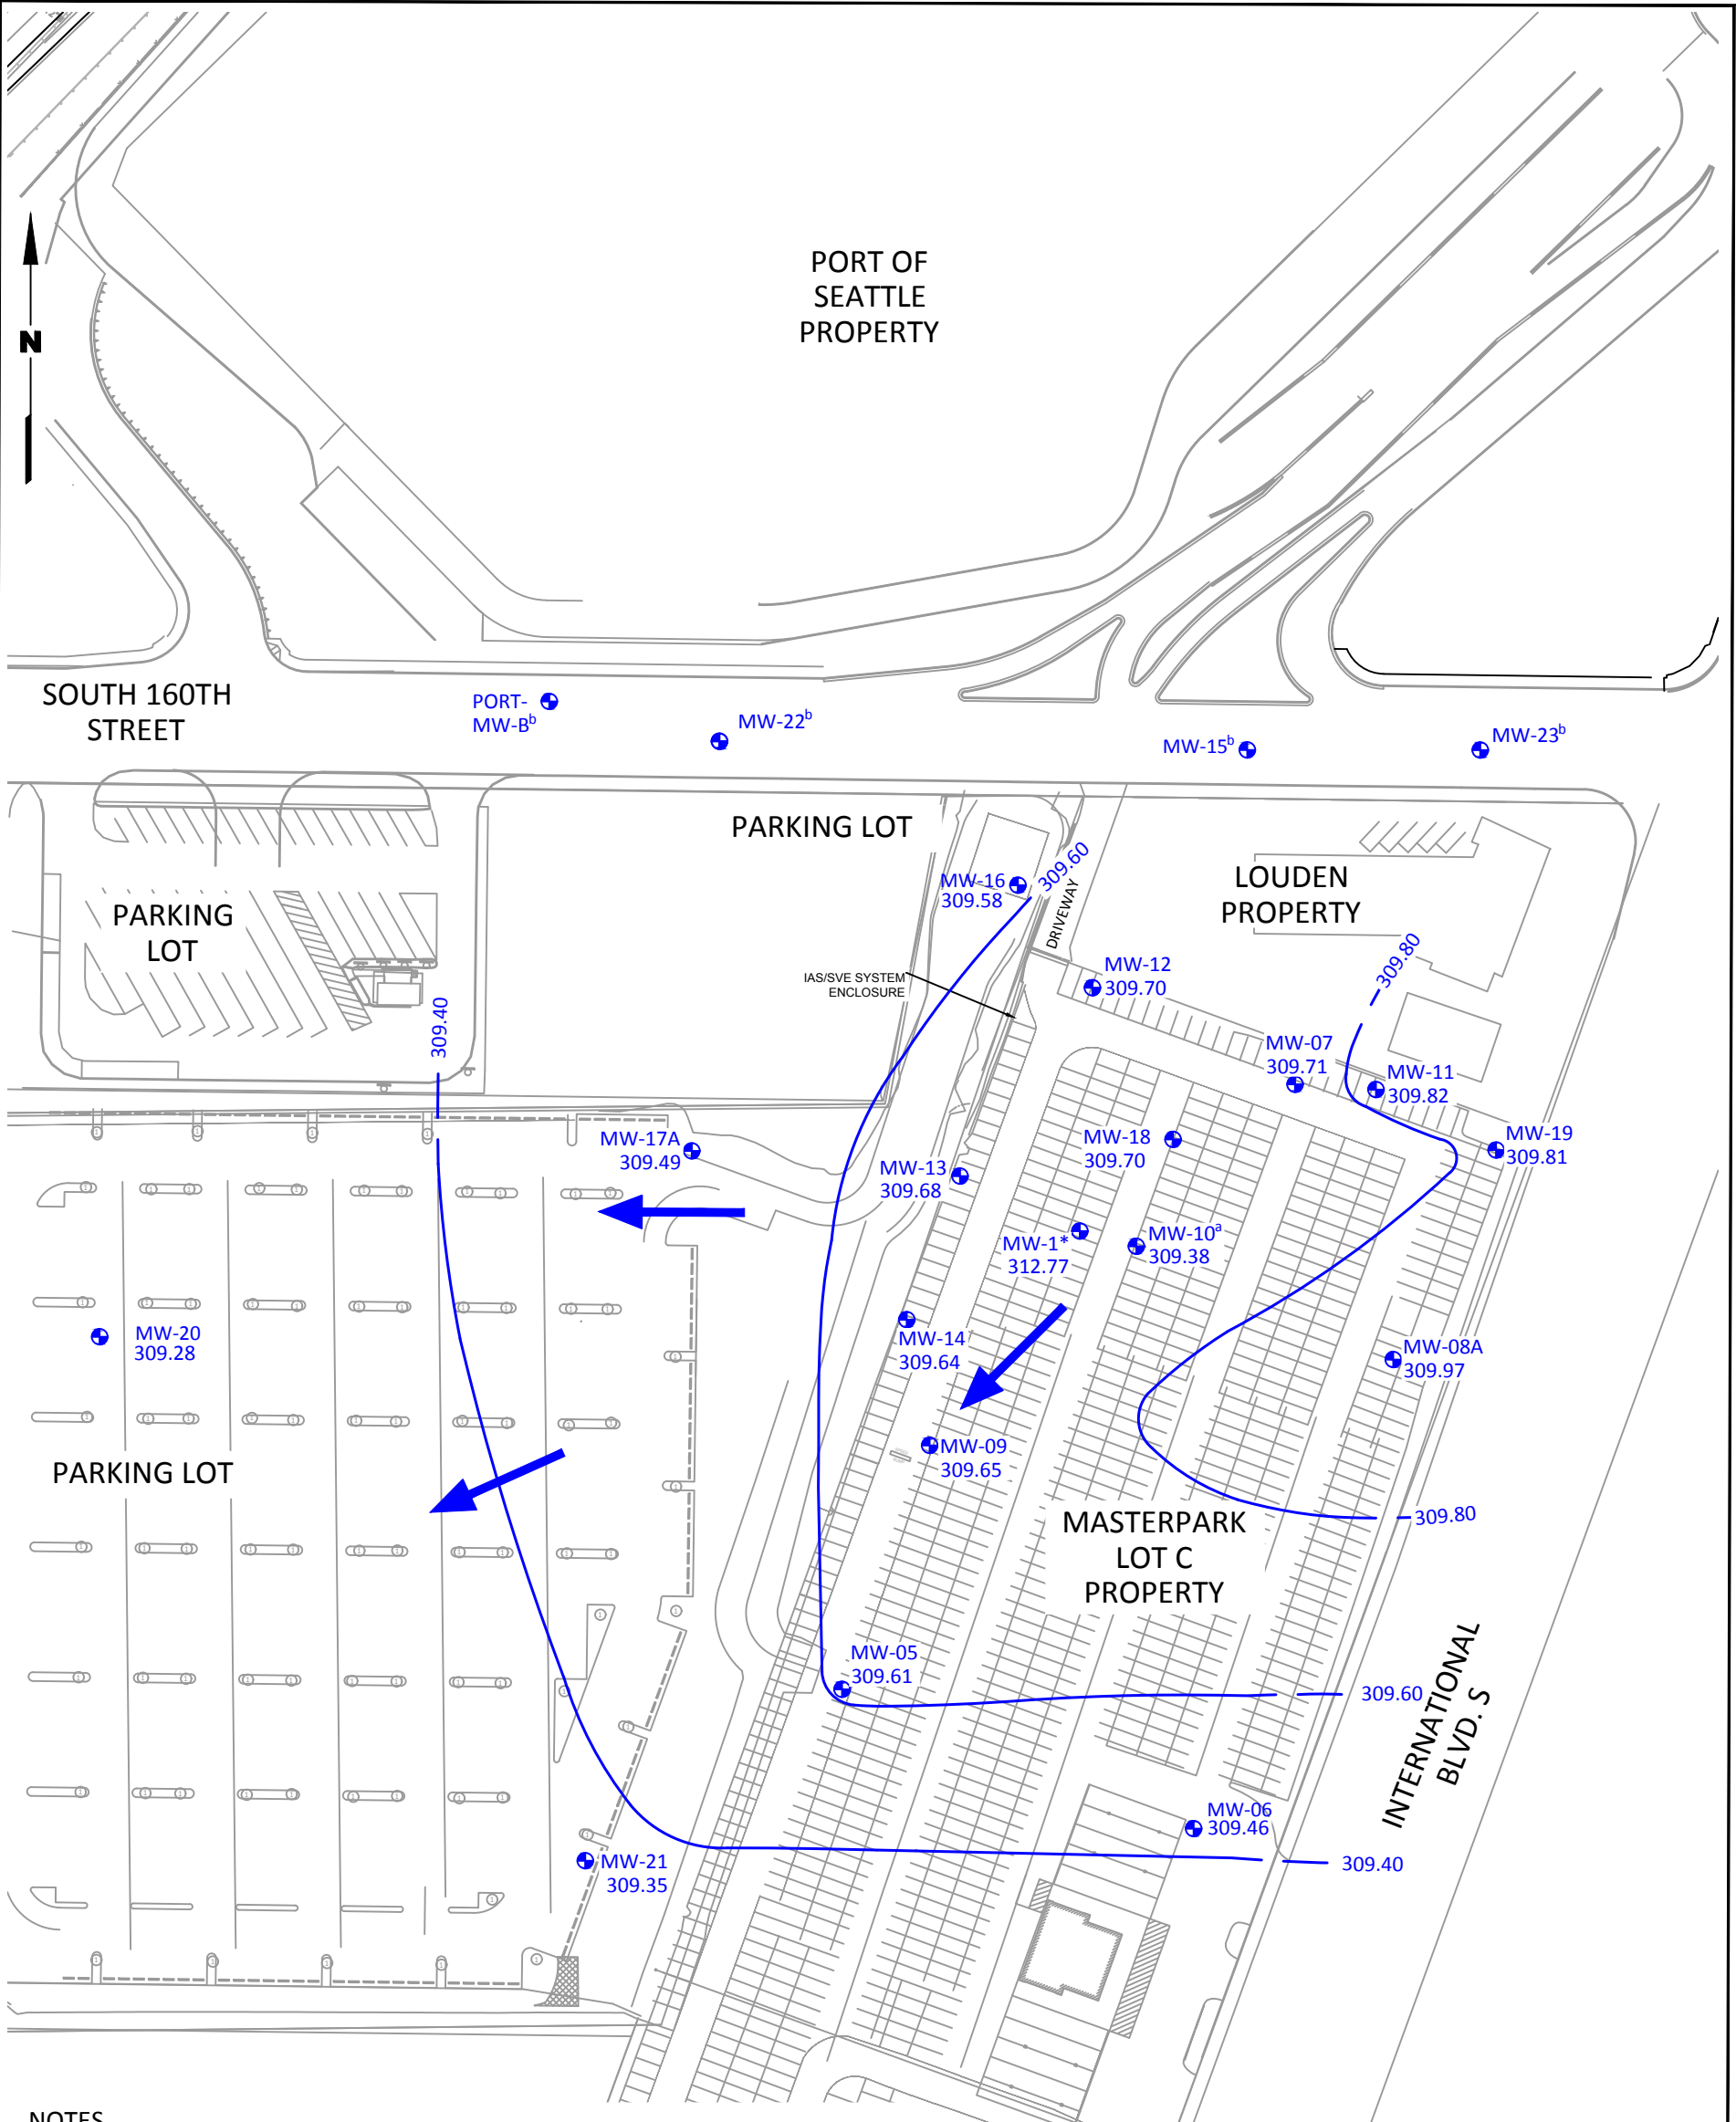 PORT OF
SEATTLE
PROPERTY
N
SOUTH 160TH
STREET
PORT-
MW-Bᵇ
MW-22ᵇ
MW-15ᵇ
MW-23ᵇ
PARKING LOT
309.60
MW-16
309.58
DRIVEWAY
LOUDEN
PROPERTY
PARKING
LOT
309.80
IAS/SVE SYSTEM
ENCLOSURE
MW-12
309.70
309.40
MW-07
309.71
MW-11
309.82
MW-17A
309.49
MW-18
309.70
MW-19
309.81
MW-13
309.68
MW-1*
312.77
MW-10ᵃ
309.38
MW-20
309.28
MW-14
309.64
MW-08A
309.97
MW-09
309.65
PARKING LOT
309.80
MASTERPARK
LOT C
PROPERTY
MW-05
309.61
309.60
INTERNATIONAL
BLVD. S
MW-06
309.46
MW-21
309.35
309.40
NOTES